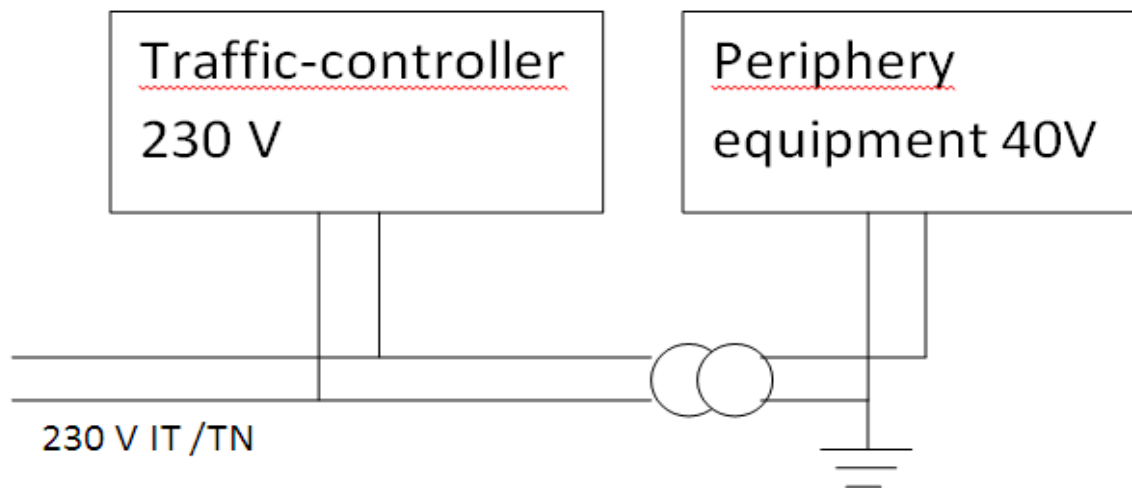 Traffic-controller
230 V
Periphery
equipment 40V
230 V IT /TN